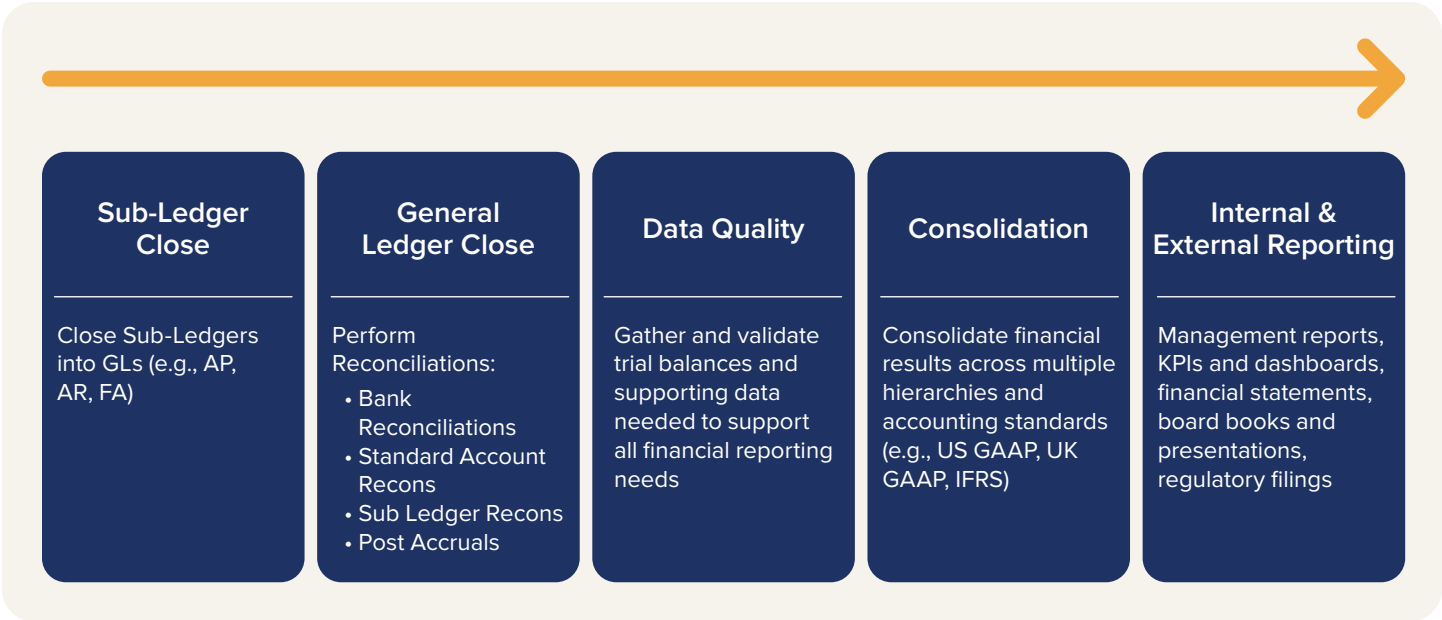 Sub-Ledger
Close
Close Sub-Ledgers
into GLs (e.g., AP,
AR, FA)
General
Ledger Close
Perform
Reconciliations:
• Bank
Reconciliations
• Standard Account
Recons
• Sub Ledger Recons
• Post Accruals
Data Quality
Gather and validate
trial balances and
supporting data
needed to support
all financial reporting
needs
Consolidation
Consolidate financial
results across multiple
hierarchies and
accounting standards
(e.g., US GAAP, UK
GAAP, IFRS)
Internal &
External Reporting
Management reports,
KPIs and dashboards,
financial statements,
board books and
presentations,
regulatory filings